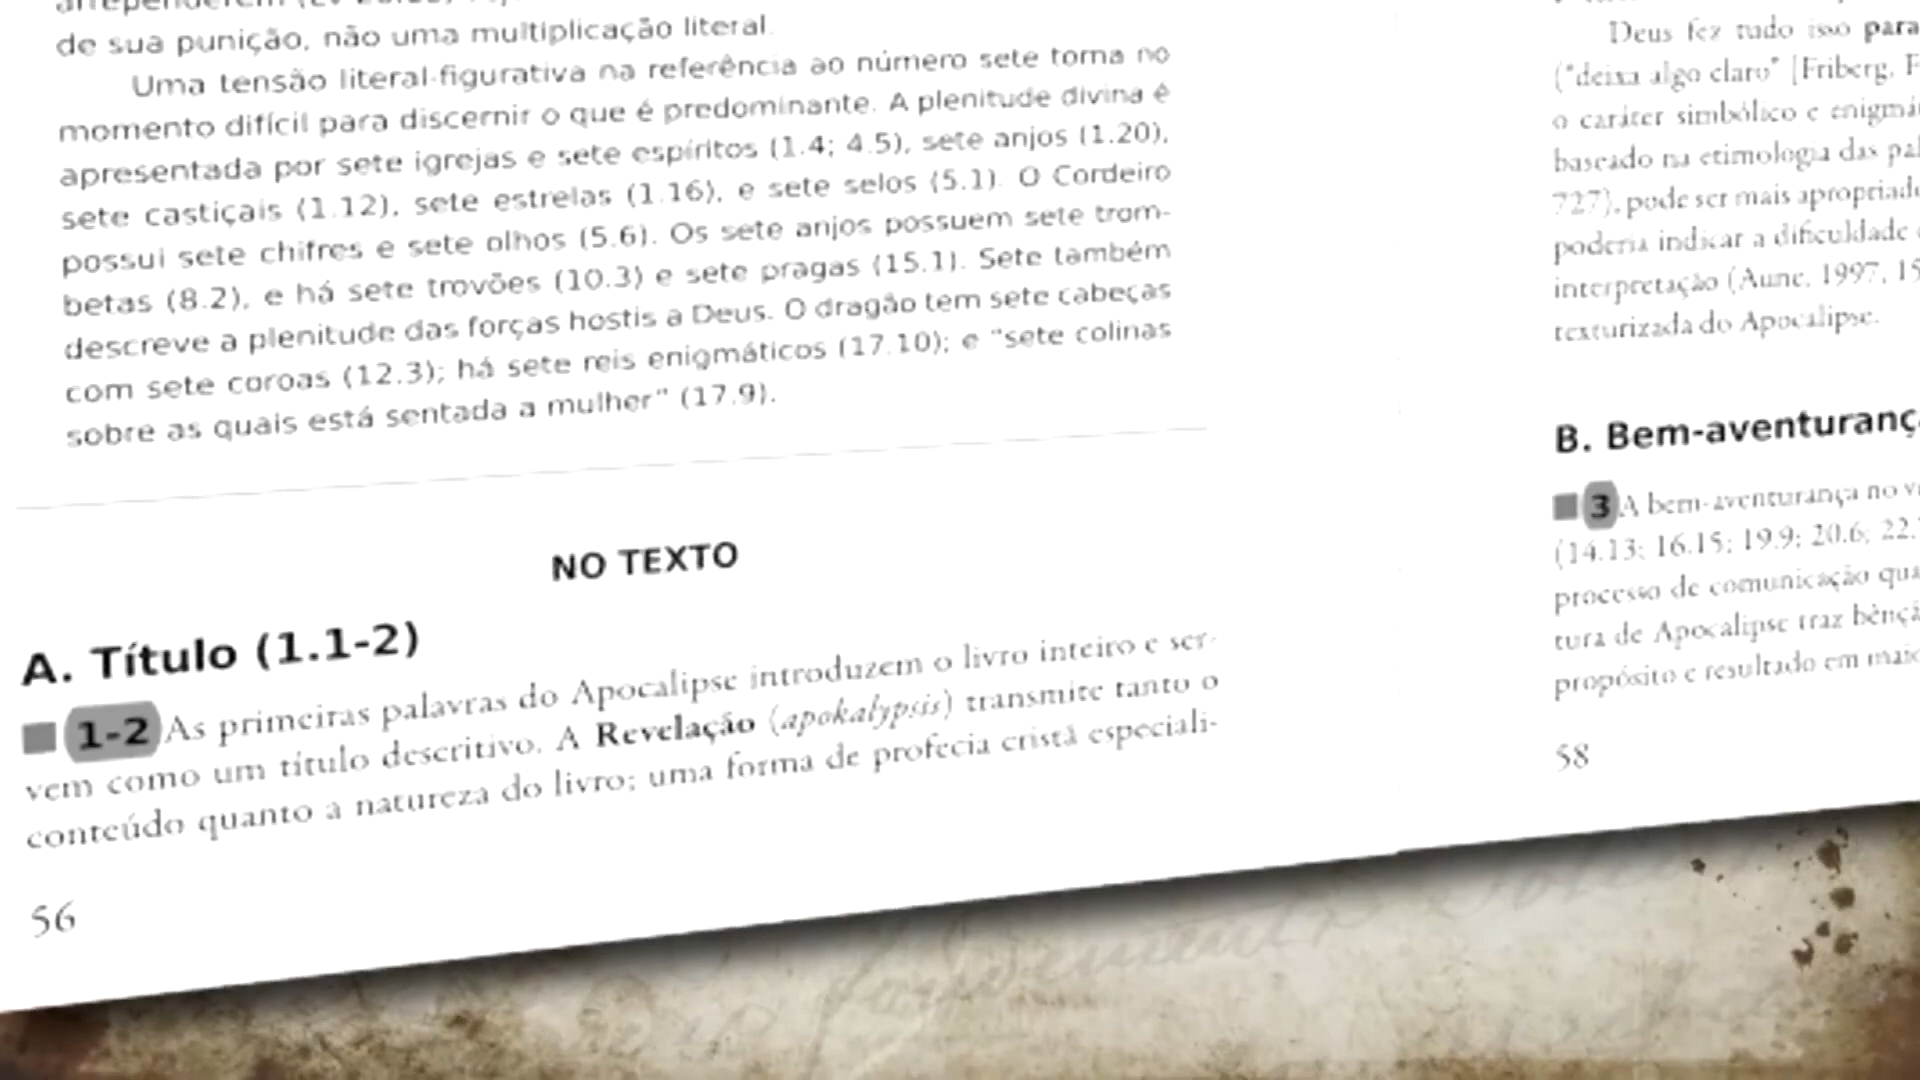 de sua punição, não uma multiplicação literal.
Uma tensão literal-figurativa na referência ao número sete torna no
momento difícil para discernir o que é predominante. A plenitude divina é
apresentada por sete igrejas e sete espíritos (1.4; 4.5), sete anjos (1.20),
sete castiçais (1.12), sete estrelas (1.16), e sete selos (5.1). O Cordeiro
possui sete chifres e sete olhos (5.6). Os sete anjos possuem sete trom-
betas (8.2), e há sete trovões (10.3) e sete pragas (15.1). Sete também
descreve a plenitude das forças hostis a Deus. O dragão tem sete cabeças
com sete coroas (12.3); há sete reis enigmáticos (17.10); e "sete colinas
sobre as quais está sentada a mulher" (17.9).
NO TEXTO
A. Título (1.1-2)
■ 1-2 As primeiras palavras do Apocalipse introduzem o livro inteiro e ser-
vem como um título descritivo. A Revelação (apokalypsis) transmite tanto o
conteúdo quanto a natureza do livro; uma forma de profecia cristã especiali-
56
Deus fez tudo isso para
("deixa algo claro" [Friberg,
o caráter simbólico e
baseado na etimologia das
727), pode ser mais
poderia indicar a dificuldade
interpretação (Aune, 1997,
texturizada do Apocalipse.
B.
■ 3 A bem-aventurança no
(14.13; 16.15; 19.9; 20.6;
processo de comunicação
tura de Apocalipse traz
propósito e resultado em
58